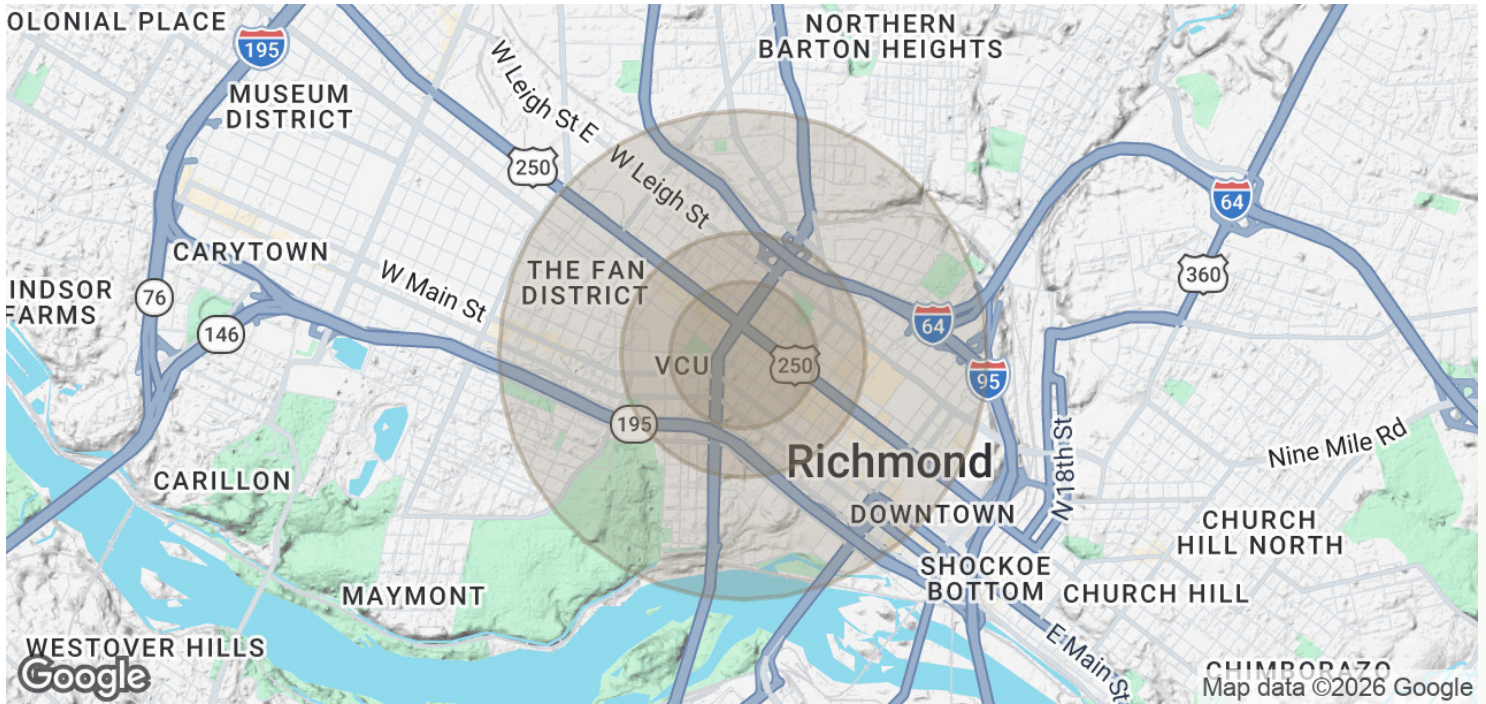 OLONIAL PLACE
195
MUSEUM
DISTRICT
NORTHERN
BARTON HEIGHTS
W Leigh St E
W Leigh St
250
64
CARYTOWN
W Main St
THE FAN
DISTRICT
INDSOR
FARMS
76
146
360
64
VCU
250
95
195
Richmond
N 18th St
Nine Mile Rd
CARILLON
DOWNTOWN
CHURCH
HILL NORTH
SHOCKOE
BOTTOM
CHURCH HILL
MAYMONT
WESTOVER HILLS
E Main St
CHIMBORAZO
Google
Map data ©2026 Google